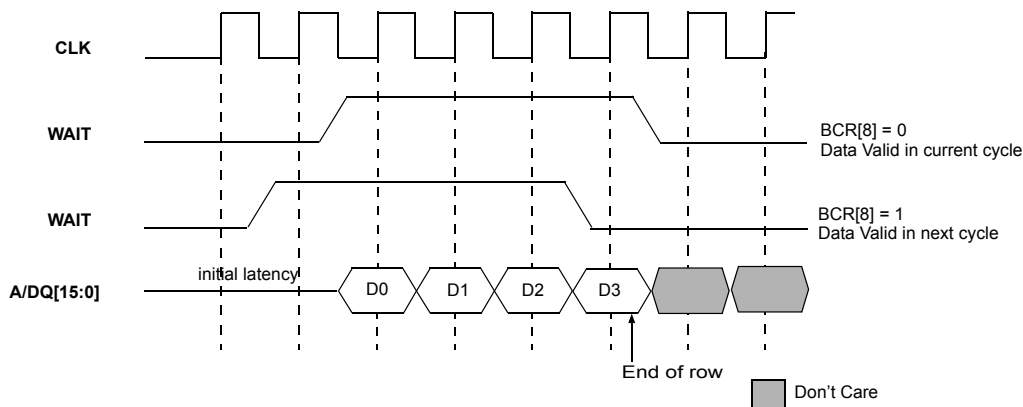 CLK
WAIT
BCR[8] = 0
Data Valid in current cycle
WAIT
BCR[8] = 1
Data Valid in next cycle
initial latency
A/DQ[15:0]
D0
D1
D2
D3
End of row
Don't Care